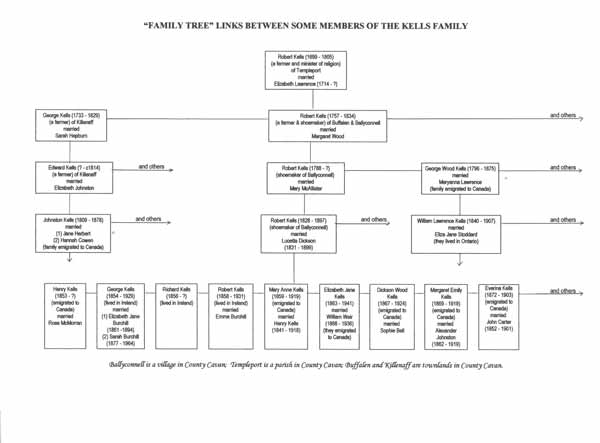 "FAMILY TREE" LINKS BETWEEN SOME MEMBERS OF THE KELLS FAMILY
Robert Kells (1699 - 1805)
(a farmer and minister of religion)
of Templeport
married
Elizabeth Lawrence (1714 - ?)
George Kells (1733 - 1829)
(a farmer) of Killenaff
married
Sarah Hepburn
Robert Kells (1757 - 1834)
(a farmer & shoemaker) of Buffalen & Ballyconnell
married
Margaret Wood
and others
Edward Kells (? - c1814)
(a farmer) of Killenaff
married
Elizabeth Johnston
and others
Robert Kells (1788 - ?)
(shoemaker of Ballyconnell)
married
Mary McAllister
George Wood Kells (1796 - 1875)
married
Maryanna Lawrence
(family emigrated to Canada)
and others
Johnston Kells (1809 - 1878)
married
(1) Jane Herbert
(2) Hannah Cowen
(family emigrated to Canada)
and others
Robert Kells (1828 - 1897)
(shoemaker of Ballyconnell)
married
Lucetta Dickson
(1831 - 1899)
and others
William Lawrence Kells (1840 - 1907)
married
Eliza Jane Stoddard
(they lived in Ontario)
and others
Henry Kells
(1853 - ?)
(emigrated to
Canada)
married
Rose McMorran
George Kells
(1854 - 1929)
(lived in Ireland)
married
(1) Elizabeth Jane
Burchill
(1861 -1894)
(2) Sarah Burchill
(1877 - 1964)
Richard Kells
(1856 - ?)
(lived in Ireland)
Robert Kells
(1858 - 1931)
(lived in Ireland)
married
Emma Burchill
Mary Anne Kells
(1859 - 1919)
(emigrated to
Canada)
married
Henry Kells
(1841 - 1918)
Elizabeth Jane
Kells
(1863 - 1941)
married
William Weir
(1868 - 1936)
(they emigrated to
Canada)
Dickson Wood
Kells
(1867 - 1924)
(emigrated to
Canada)
married
Sophie Bell
Margaret Emily
Kells
(1869 - 1919)
(emigrated to
Canada)
married
Alexander
Johnston
(1862 - 1919)
Everina Kells
(1872 - 1903)
(emigrated to
Canada)
married
John Carter
(1852 - 1901)
and others
Ballyconnell is a village in County Cavan; Templeport is a parish in County Cavan; Buffalen and Killenaff are townlands in County Cavan.